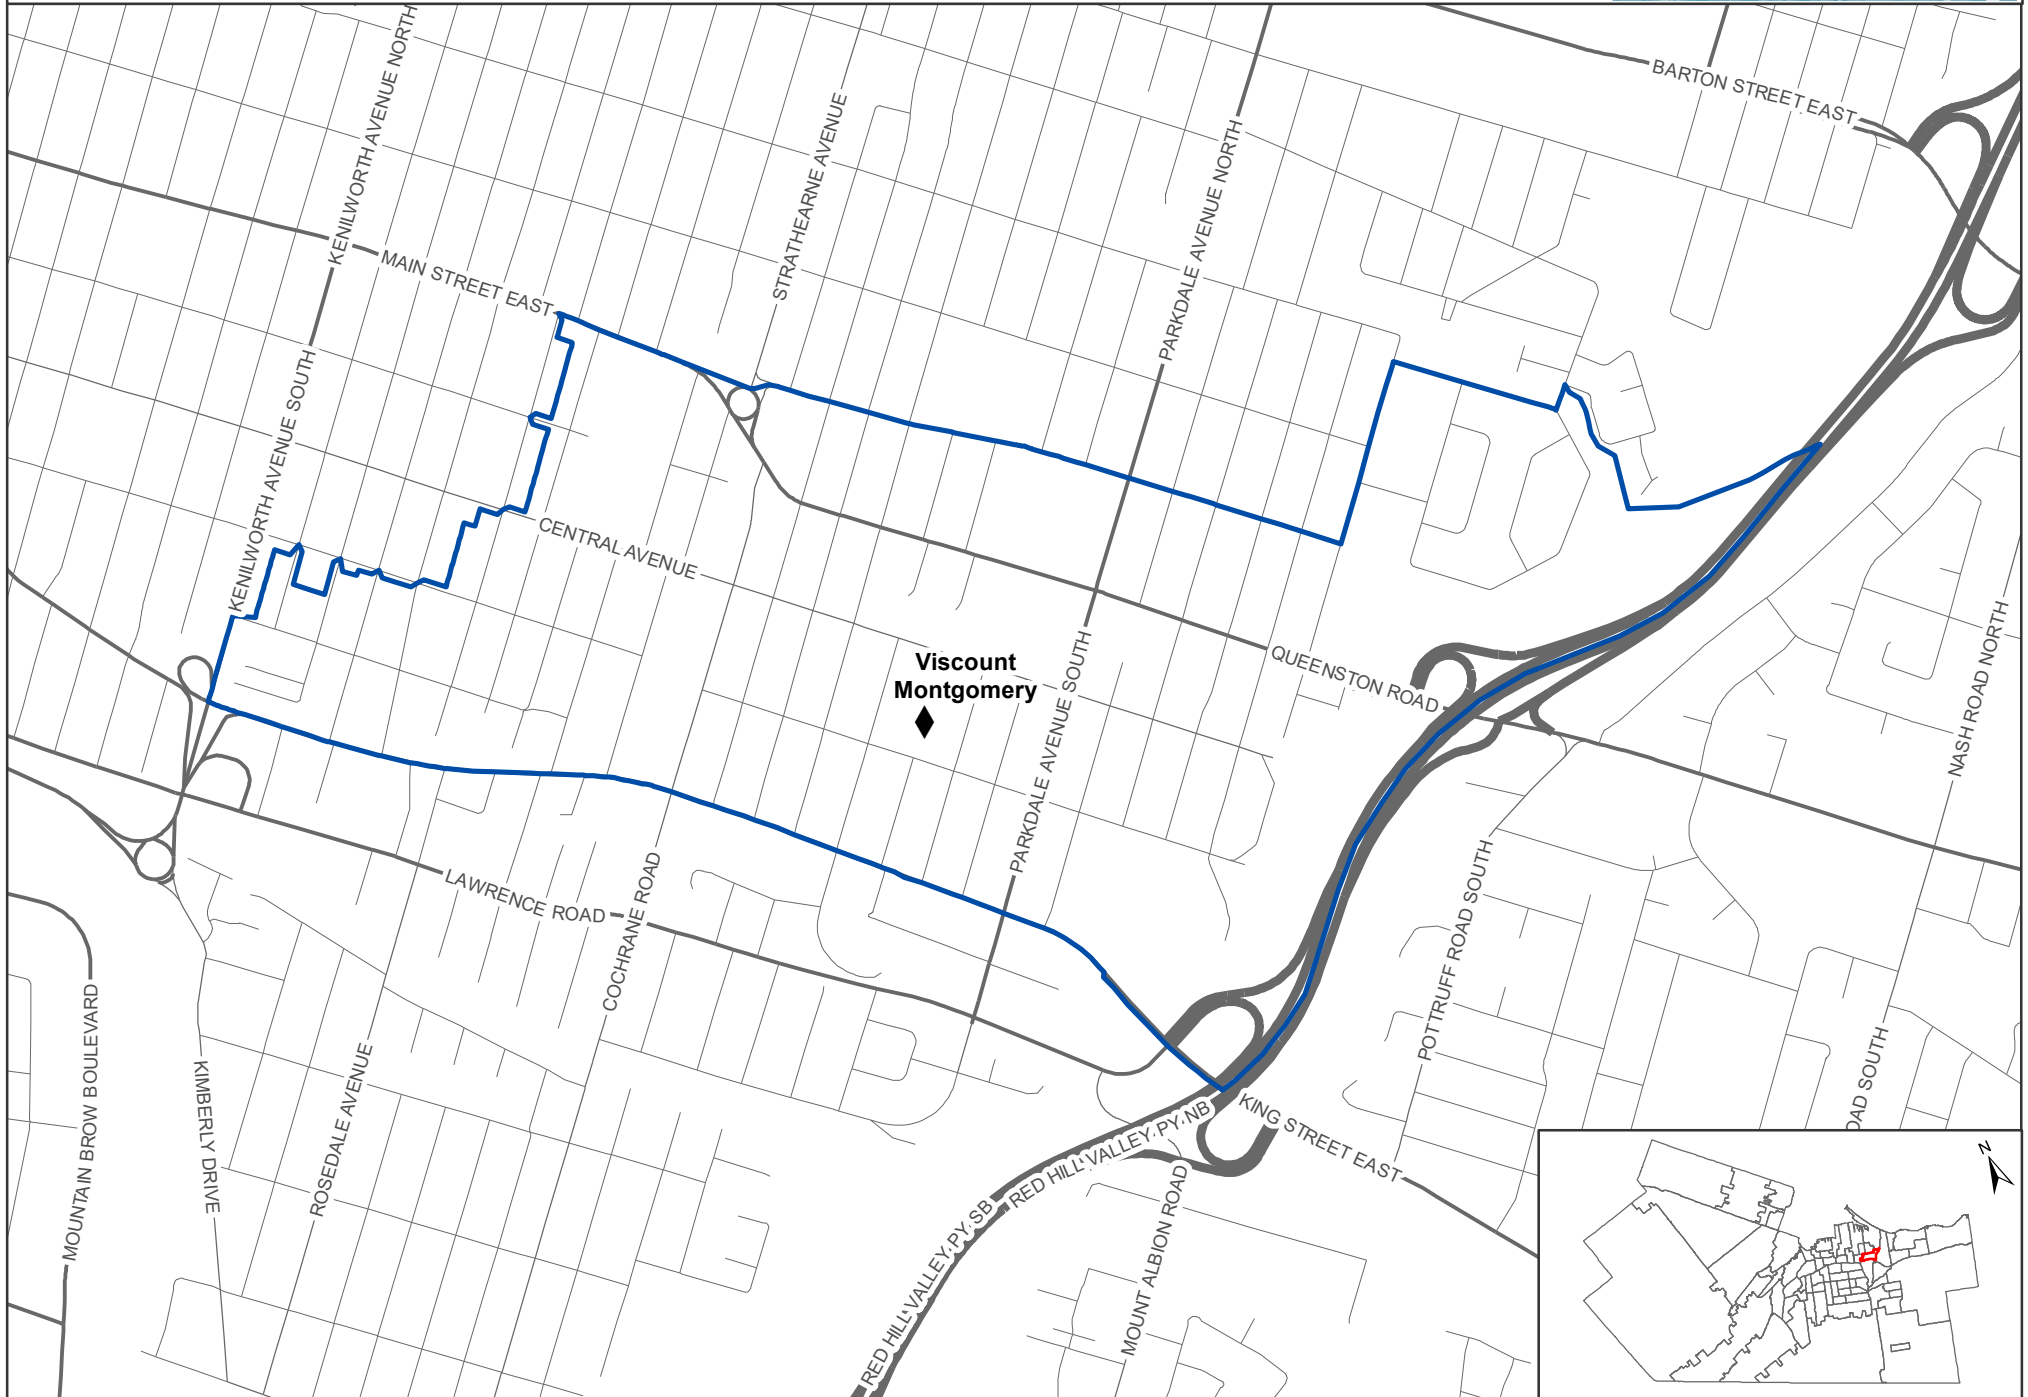 KENILWORTH AVENUE NORTH
BARTON STREET EAST
STRATHEARNE AVENUE
PARKDALE AVENUE NORTH
MAIN STREET EAST
KENILWORTH AVENUE SOUTH
CENTRAL AVENUE
Viscount
Montgomery
QUEENSTON ROAD
PARKDALE AVENUE SOUTH
NASH ROAD NORTH
LAWRENCE ROAD
COCHRANE ROAD
POTTRUFF ROAD SOUTH
MOUNTAIN BROW BOULEVARD
KIMBERLY DRIVE
ROSEDALE AVENUE
RED HILL VALLEY PY NB
KING STREET EAST
OAD SOUTH
RED HILL VALLEY PY SB
MOUNT ALBION ROAD
N